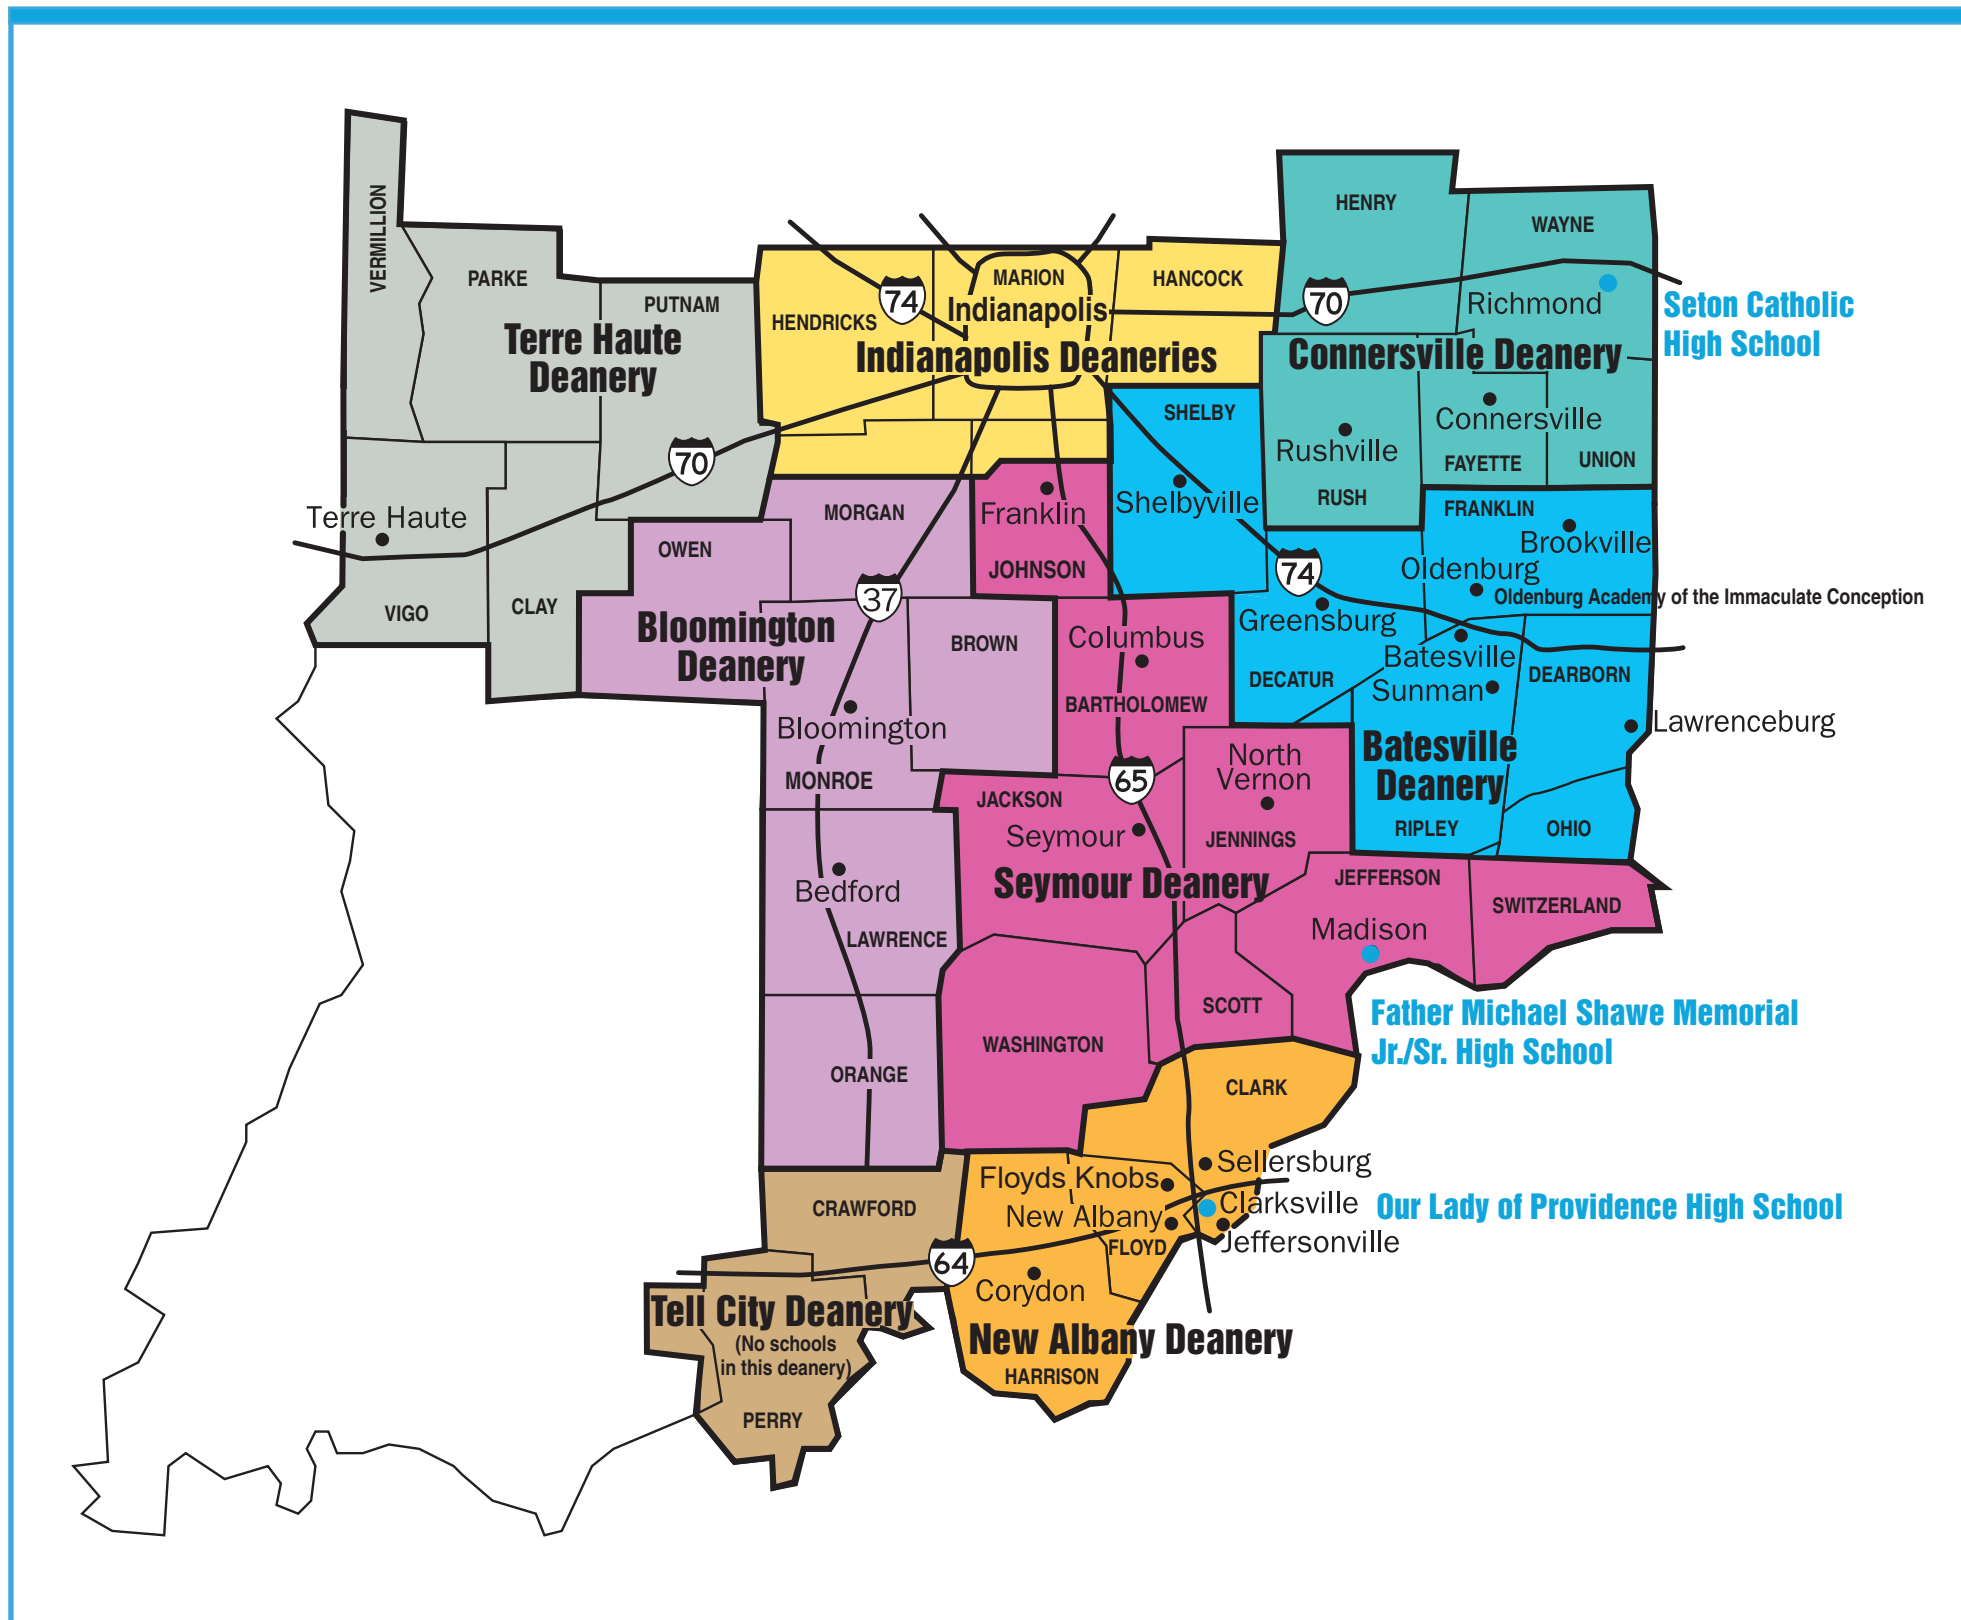 HENRY
WAYNE
VERMILLION
PARKE
PUTNAM
MARION
HANCOCK
HENDRICKS
74
Indianapolis
70
Richmond
Seton Catholic
High School
Terre Haute
Deanery
Indianapolis Deaneries
Connersville Deanery
SHELBY
Connersville
Rushville
FAYETTE
UNION
70
RUSH
Terre Haute
MORGAN
Franklin
Shelbyville
FRANKLIN
Brookville
OWEN
JOHNSON
74
Oldenburg
Oldenburg Academy of the Immaculate Conception
37
VIGO
CLAY
Greensburg
Bloomington
Deanery
BROWN
Columbus
Batesville
DECATUR
Sunman
DEARBORN
BARTHOLOMEW
Bloomington
Lawrenceburg
North
Vernon
Batesville
Deanery
MONROE
65
JACKSON
Seymour
JENNINGS
RIPLEY
OHIO
Bedford
Seymour Deanery
JEFFERSON
SWITZERLAND
LAWRENCE
Madison
SCOTT
Father Michael Shawe Memorial
Jr./Sr. High School
WASHINGTON
ORANGE
CLARK
Sellersburg
Floyds Knobs
CRAWFORD
New Albany
Clarksville
Our Lady of Providence High School
FLOYD
Jeffersonville
64
Corydon
Tell City Deanery
(No schools
in this deanery)
New Albany Deanery
HARRISON
PERRY